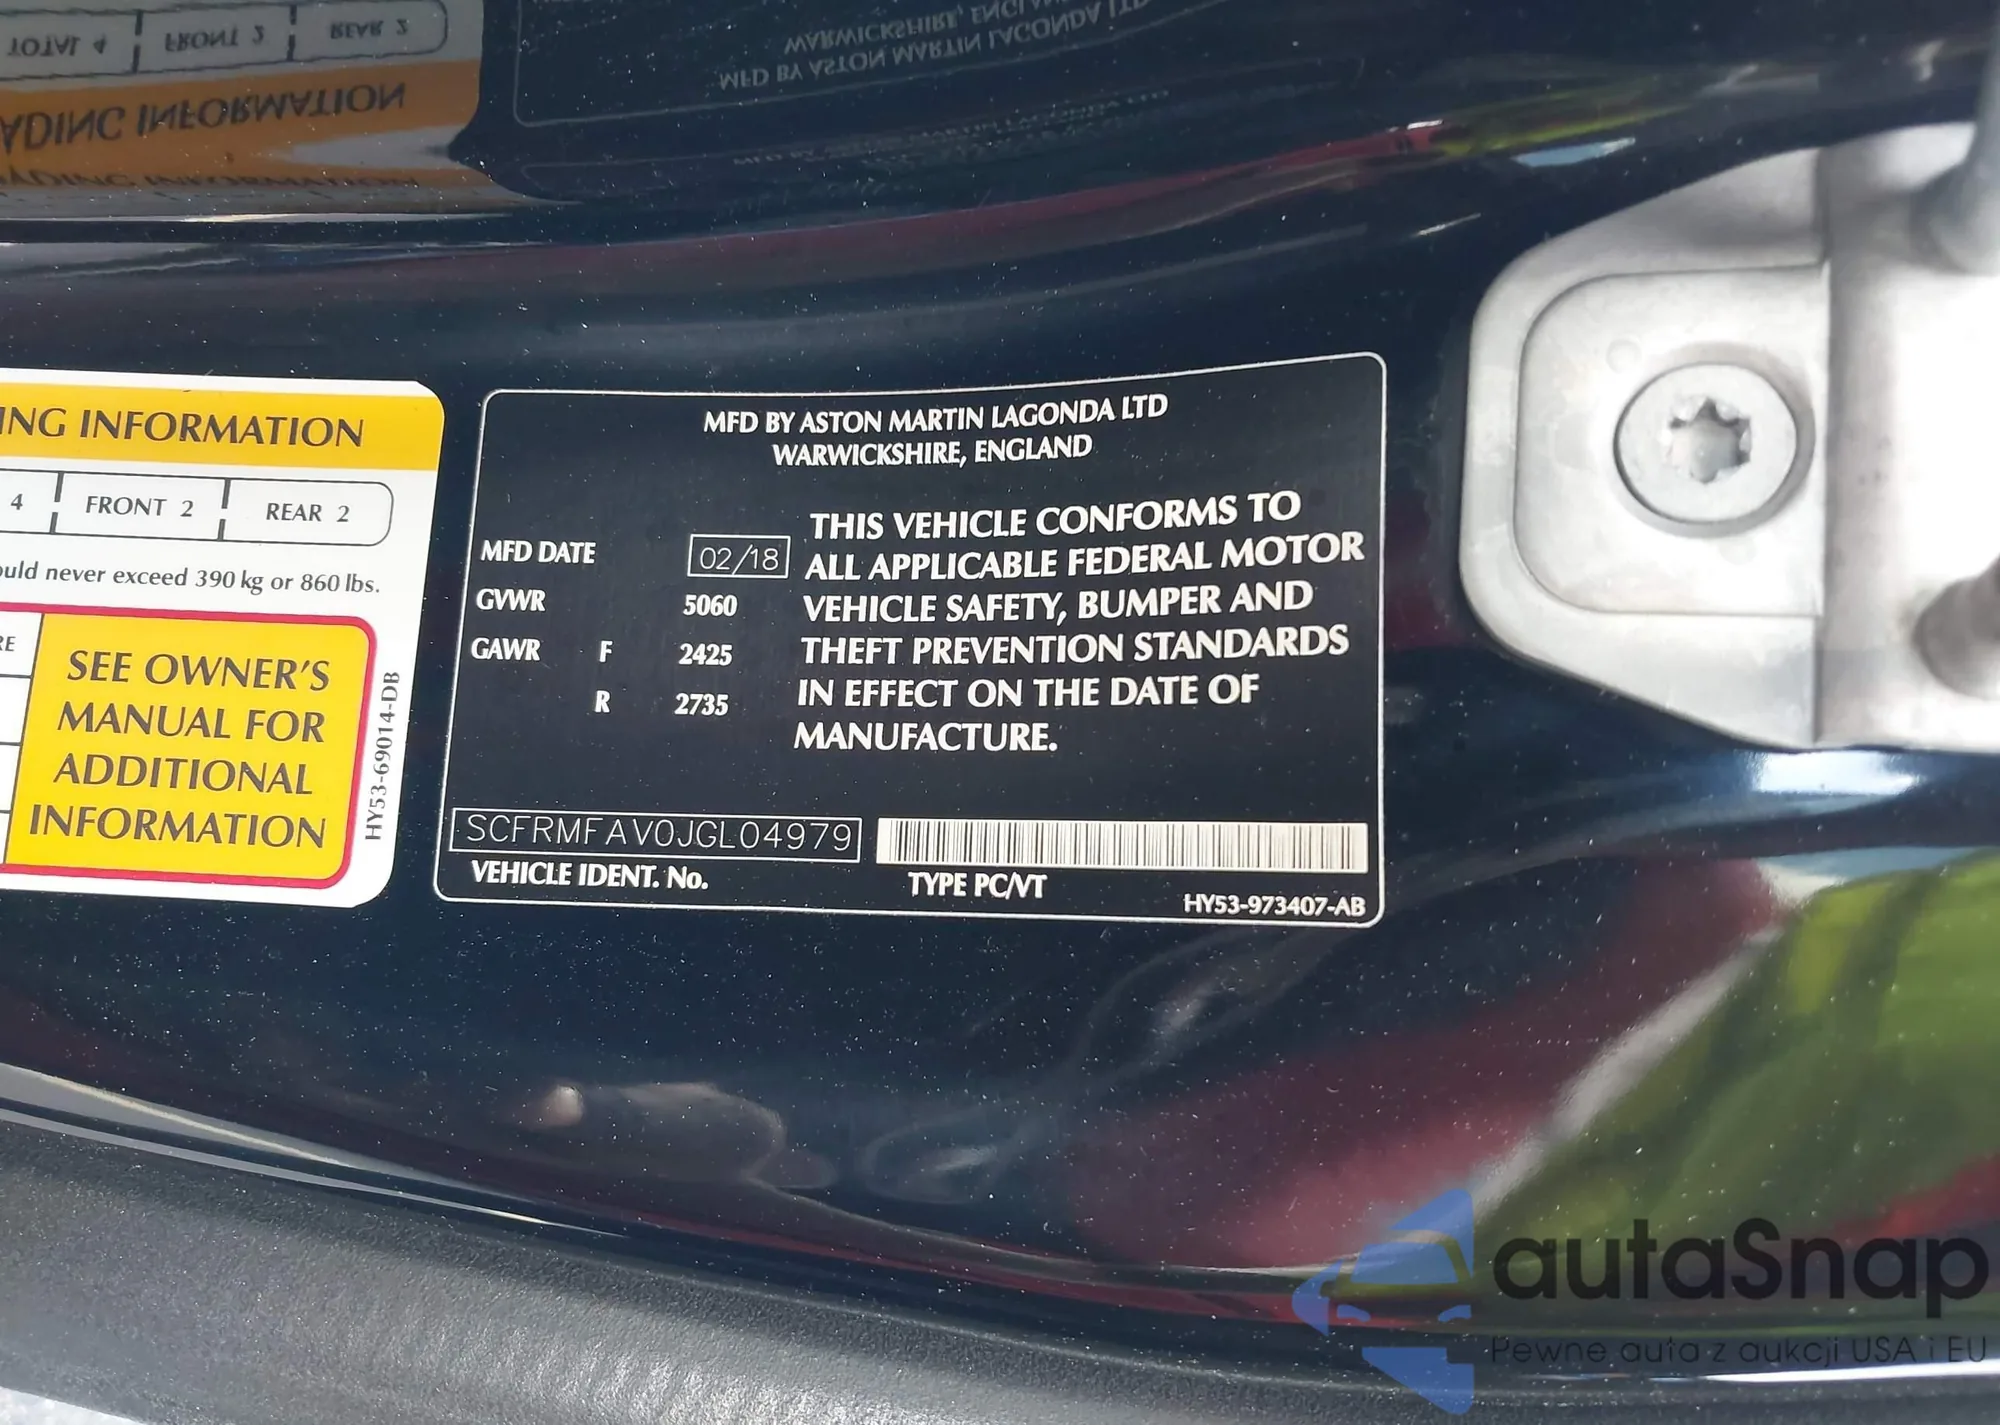 TOTAL 4 FRONT 2 REAR 2
ADING INFORMATION
WARWICKSHIRE, ENGLAN
MFD BY ASTON MARTIN LAGONDA LTD
ING INFORMATION
4 FRONT 2 REAR 2
ould never exceed 390 kg or 860 lbs.
RE
SEE OWNER'S
MANUAL FOR
ADDITIONAL
INFORMATION
HY53-69014-DB
MFD BY ASTON MARTIN LAGONDA LTD
WARWICKSHIRE, ENGLAND
MFD DATE 02/18
GVWR 5060
GAWR F 2425
R 2735
THIS VEHICLE CONFORMS TO
ALL APPLICABLE FEDERAL MOTOR
VEHICLE SAFETY, BUMPER AND
THEFT PREVENTION STANDARDS
IN EFFECT ON THE DATE OF
MANUFACTURE.
SCFRMFAV0JGL04979
VEHICLE IDENT. No.
TYPE PC/VT
HY53-973407-AB
autaSnap
Pewne auta z aukcji USA i EU